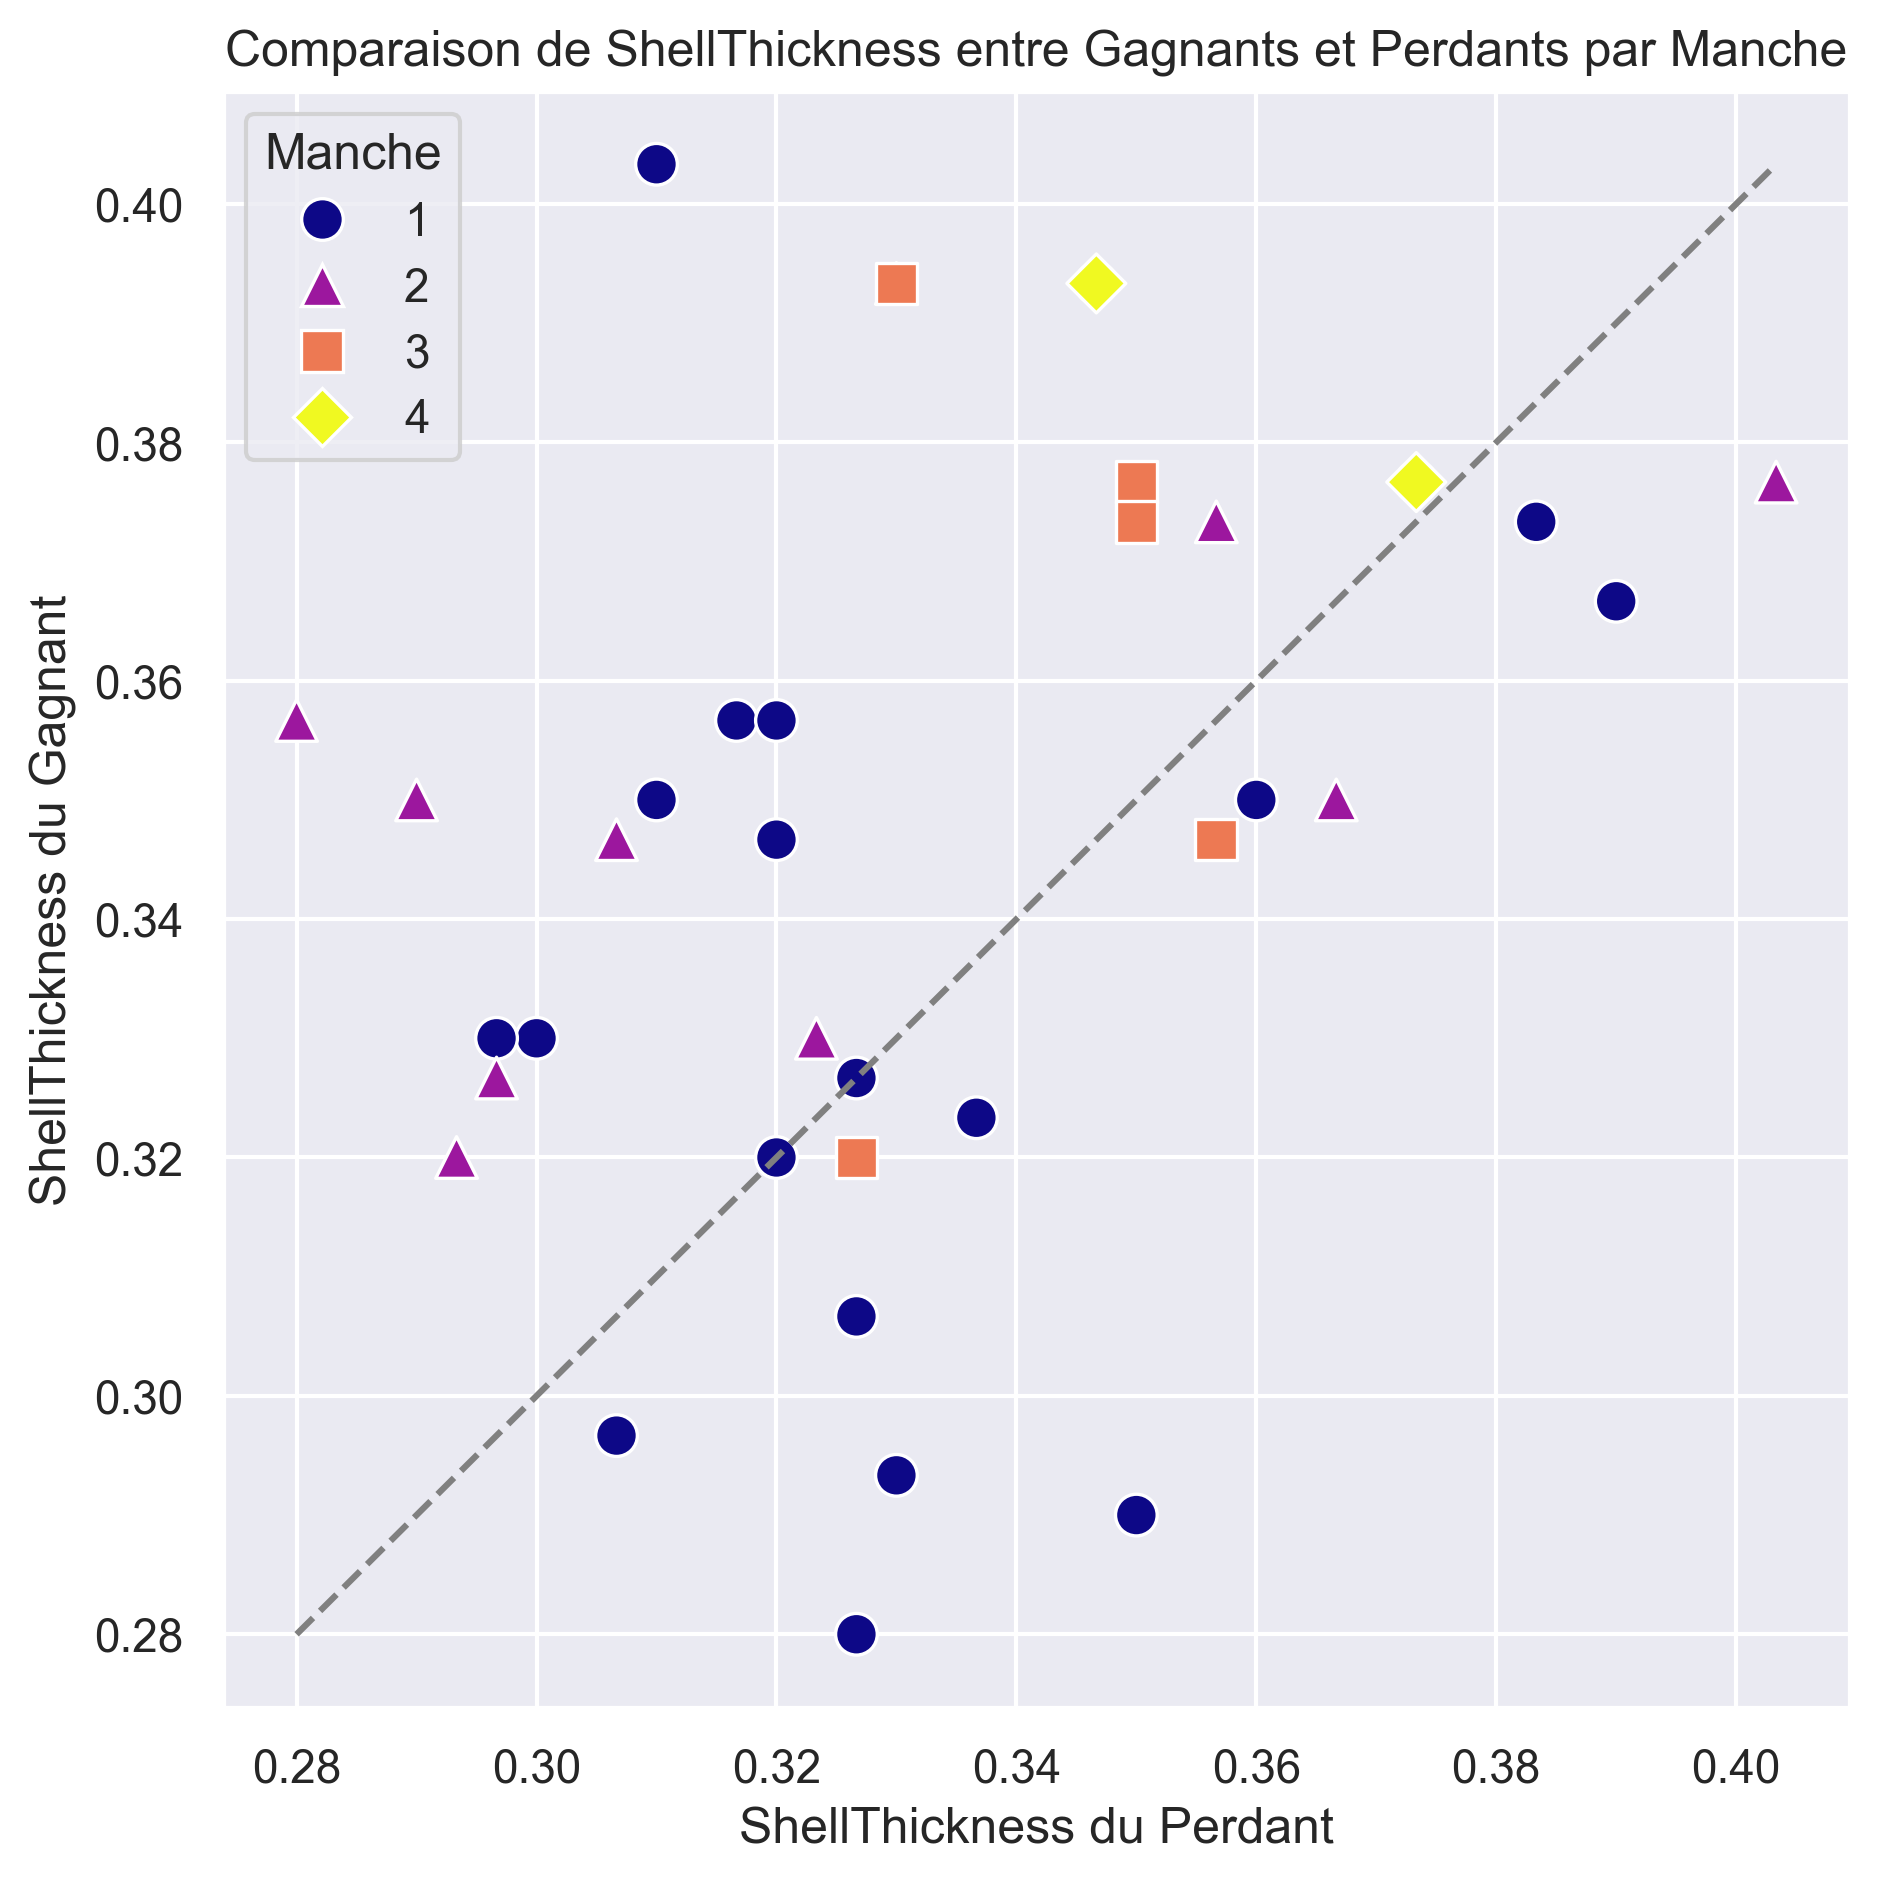 Comparaison de ShellThickness entre Gagnants et Perdants par Manche
Manche
1
2
3
4
0.40
0.38
0.36
0.34
0.32
0.30
0.28
ShellThickness du Gagnant
0.28 0.30 0.32 0.34 0.36 0.38 0.40
ShellThickness du Perdant